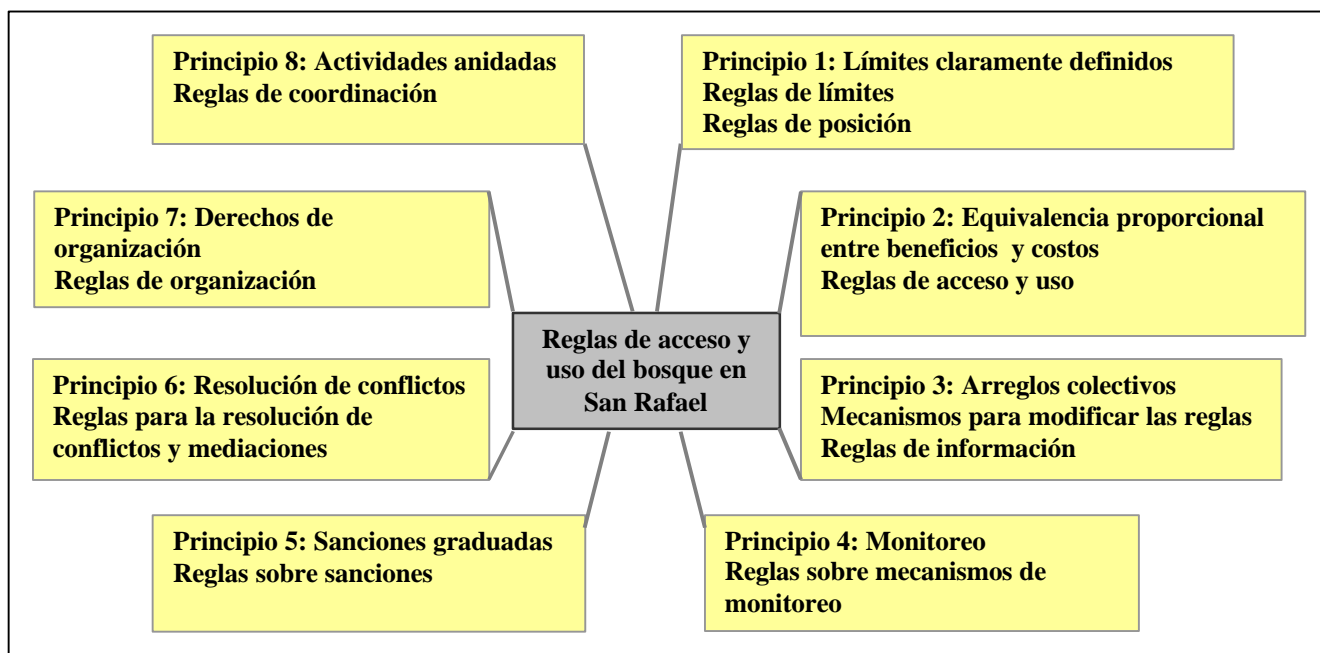 Principio 8: Actividades anidadas
Reglas de coordinación
Principio 1: Límites claramente definidos
Reglas de límites
Reglas de posición
Principio 7: Derechos de
organización
Reglas de organización
Principio 2: Equivalencia proporcional
entre beneficios y costos
Reglas de acceso y uso
Reglas de acceso y
uso del bosque en
San Rafael
Principio 6: Resolución de conflictos
Reglas para la resolución de
conflictos y mediaciones
Principio 3: Arreglos colectivos
Mecanismos para modificar las reglas
Reglas de información
Principio 5: Sanciones graduadas
Reglas sobre sanciones
Principio 4: Monitoreo
Reglas sobre mecanismos de
monitoreo